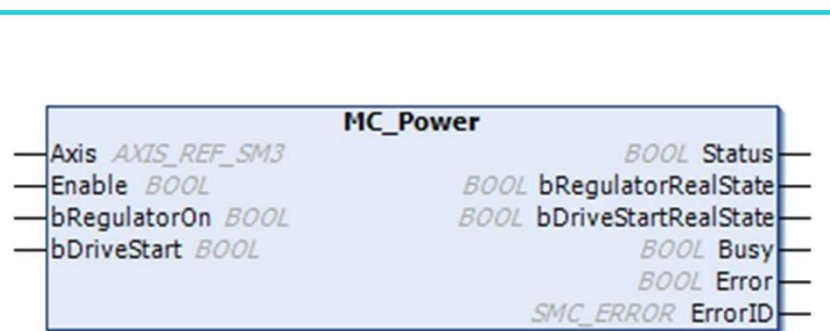 MC_Power
Axis AXIS_REF_SM3 BOOL Status
Enable BOOL BOOL bRegulatorRealState
bRegulatorOn BOOL BOOL bDriveStartRealState
bDriveStart BOOL BOOL Busy
BOOL Error
SMC_ERROR ErrorID